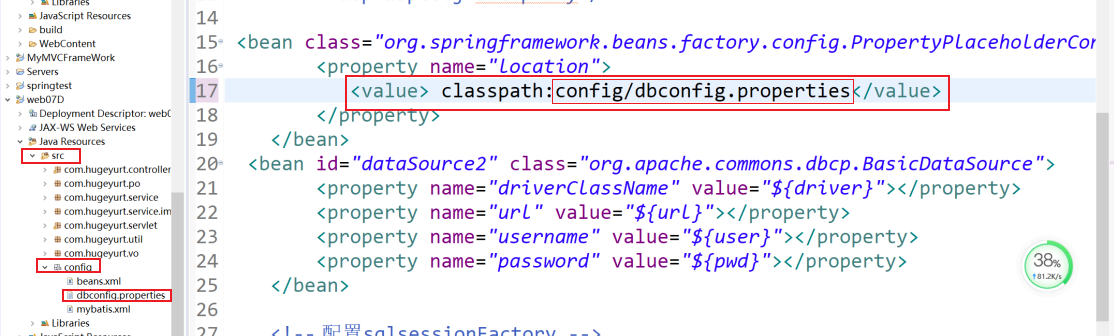 Libraries
JavaScript Resources
build
WebContent
MyMVCFrameWork
Servers
springtest
web07D
Deployment Descriptor: web0
JAX-WS Web Services
Java Resources
src
com.hugeyurt.controller
com.hugeyurt.po
com.hugeyurt.service
com.hugeyurt.service.im
com.hugeyurt.servlet
com.hugeyurt.util
com.hugeyurt.vo
config
beans.xml
dbconfig.properties
mybatis.xml
Libraries
JavaScript Resources
14
15 <bean class="org.springframework.beans.factory.config.PropertyPlaceholderCon
16 <property name="location">
17 <value> classpath:config/dbconfig.properties</value>
18 </property>
19 </bean>
20 <bean id="dataSource2" class="org.apache.commons.dbcp.BasicDataSource">
21 <property name="driverClassName" value="${driver}"></property>
22 <property name="url" value="${url}"></property>
23 <property name="username" value="${user}"></property>
24 <property name="password" value="${pwd}"></property>
25 </bean>
26
27 <!-- 配置sqlsessionFactory -->
38%
↑81.2K/s